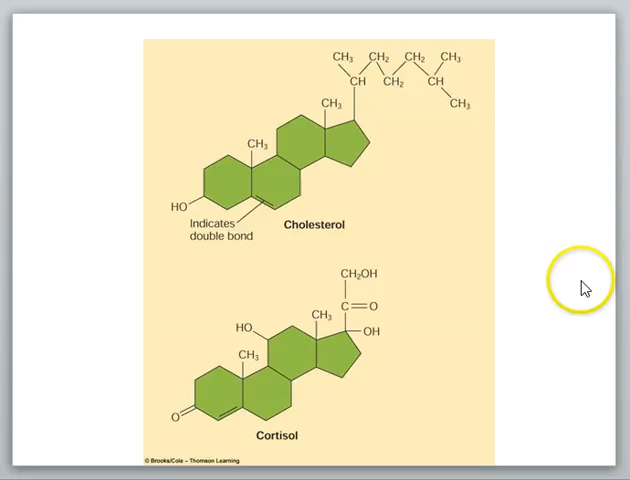 CH₃ CH₂ CH₂ CH₃
CH CH₂ CH
CH₃ CH₃
CH₃
HO
Indicates
double bond
Cholesterol
CH₂OH
C=O
CH₃
HO OH
CH₃
O
Cortisol
© Brooks/Cole – Thomson Learning